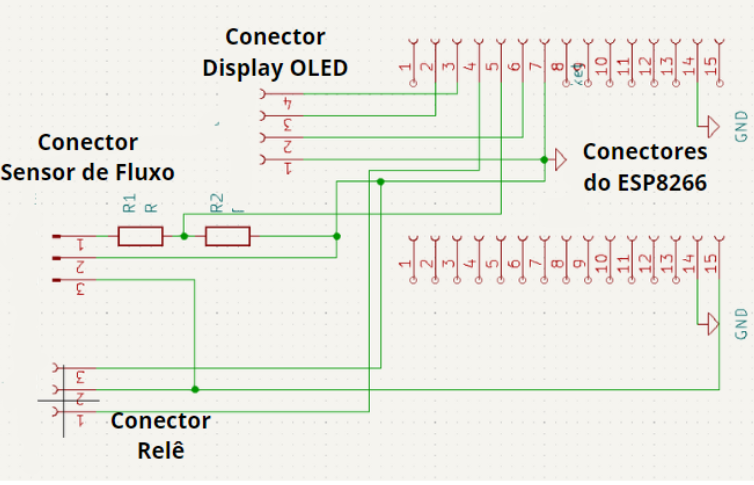 Conector
Display OLED
1 2 3 4 5 6 7 8 9 10 11 12 13 14 15
4
3
2
1
GND
Conectores
do ESP8266
Conector
Sensor de Fluxo
R1
R
R2
r
1
2
3
1 2 3 4 5 6 7 8 9 10 11 12 13 14 15
GND
3
2
1
Conector
Relê